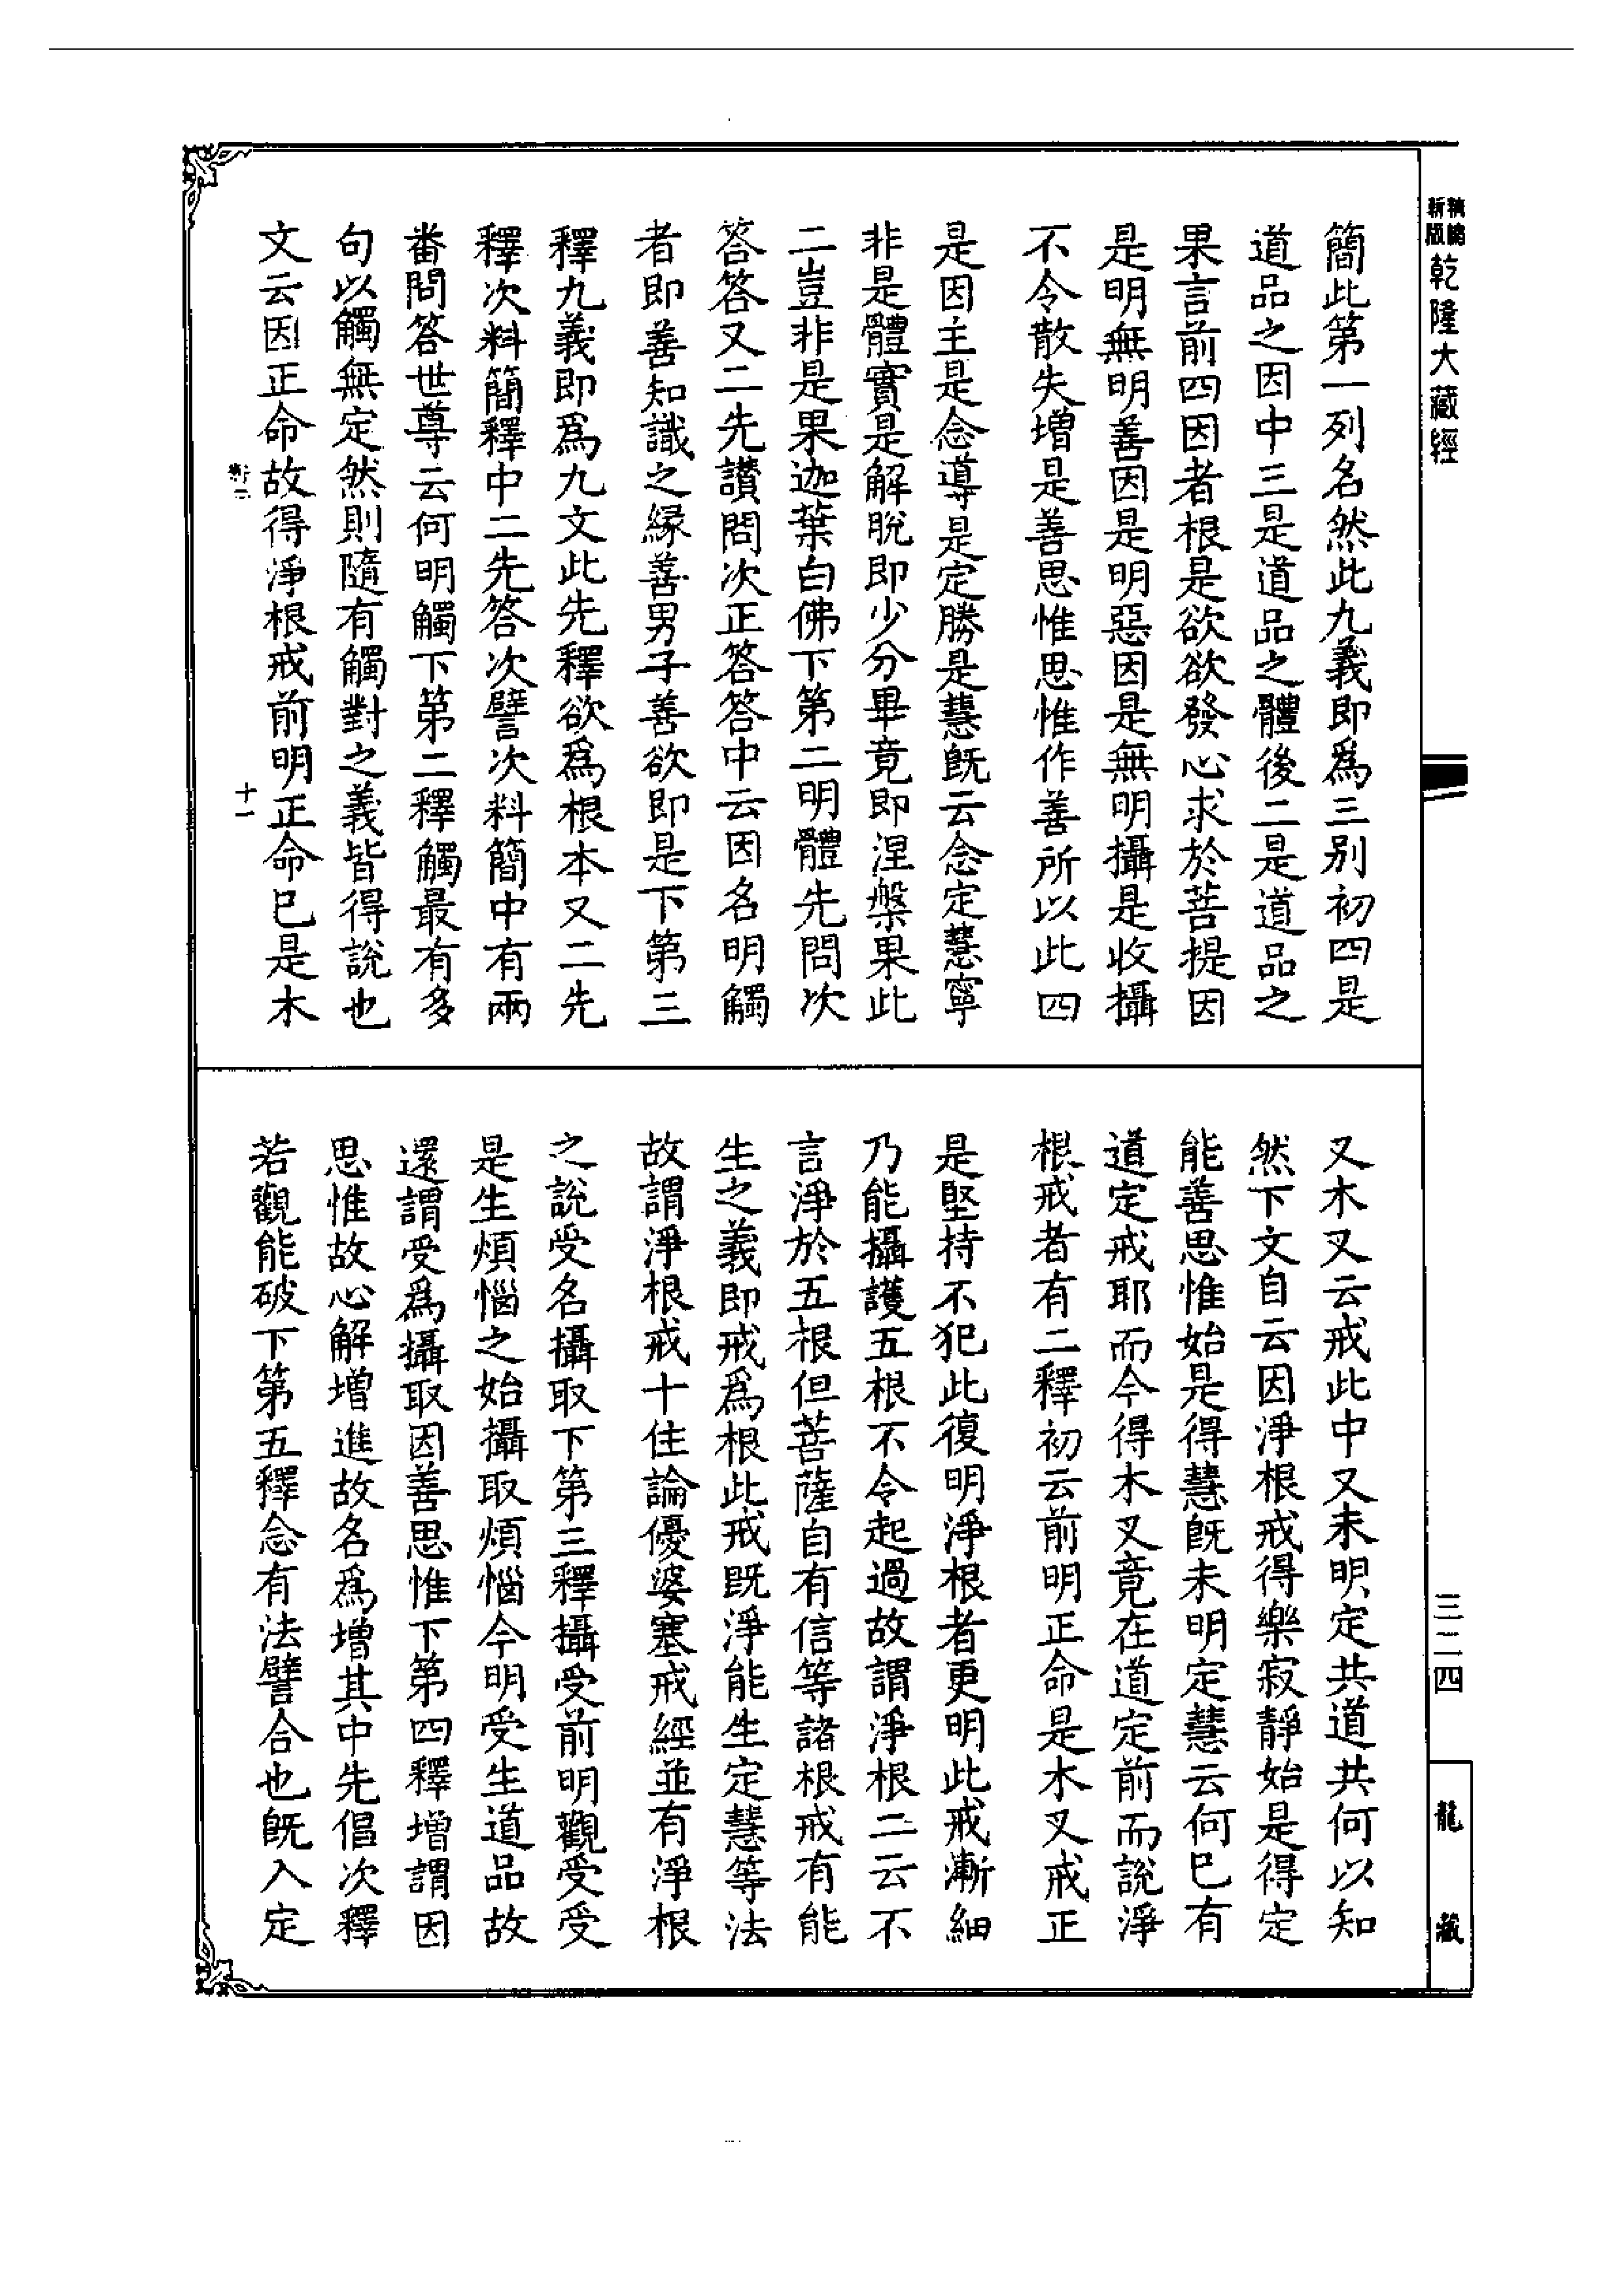 新版
精縮
乾隆大藏經
簡此第一列名然此九義即為三別初四是
道品之因中三是道品之體後二是道品之
果言前四因者根是欲欲發心求於菩提因
是明無明善因是明惡因是無明攝是收攝
不令散失增是善思惟思惟作善所以此四
是因主是念導是定勝是慧既云念定慧寧
非是體實是解脫即少分畢竟即涅槃果此
二豈非是果迦葉白佛下第二明體先問次
答答又二先讚問次正答答中云因名明觸
者即善知識之緣善男子善欲即是下第三
釋九義即為九文此先釋欲為根本又二先
釋次料簡釋中二先答次譬次料簡中有兩
番問答世尊云何明觸下第二釋觸最有多
句以觸無定然則隨有觸對之義皆得說也
文云因正命故得淨根戒前明正命已是木
十一
又木叉云戒此中又未明定共道共何以知
然下文自云因淨根戒得樂寂靜始是得定
能善思惟始是得慧既未明定慧云何已有
道定戒耶而今得木叉竟在道定前而說淨
根戒者有二釋初云前明正命是木叉戒正
是堅持不犯此復明淨根者更明此戒漸細
乃能攝護五根不令起過故謂淨根二云不
言淨於五根但菩薩自有信等諸根戒有能
生之義即戒為根此戒既淨能生定慧等法
故謂淨根戒十住論優婆塞戒經並有淨根
之說受名攝取下第三釋攝受前明觀受受
是生煩惱之始攝取煩惱今明受生道品故
還謂受為攝取因善思惟下第四釋增謂因
思惟故心解增進故名為增其中先倡次釋
若觀能破下第五釋念有法譬合也既入定
三二四
龍藏